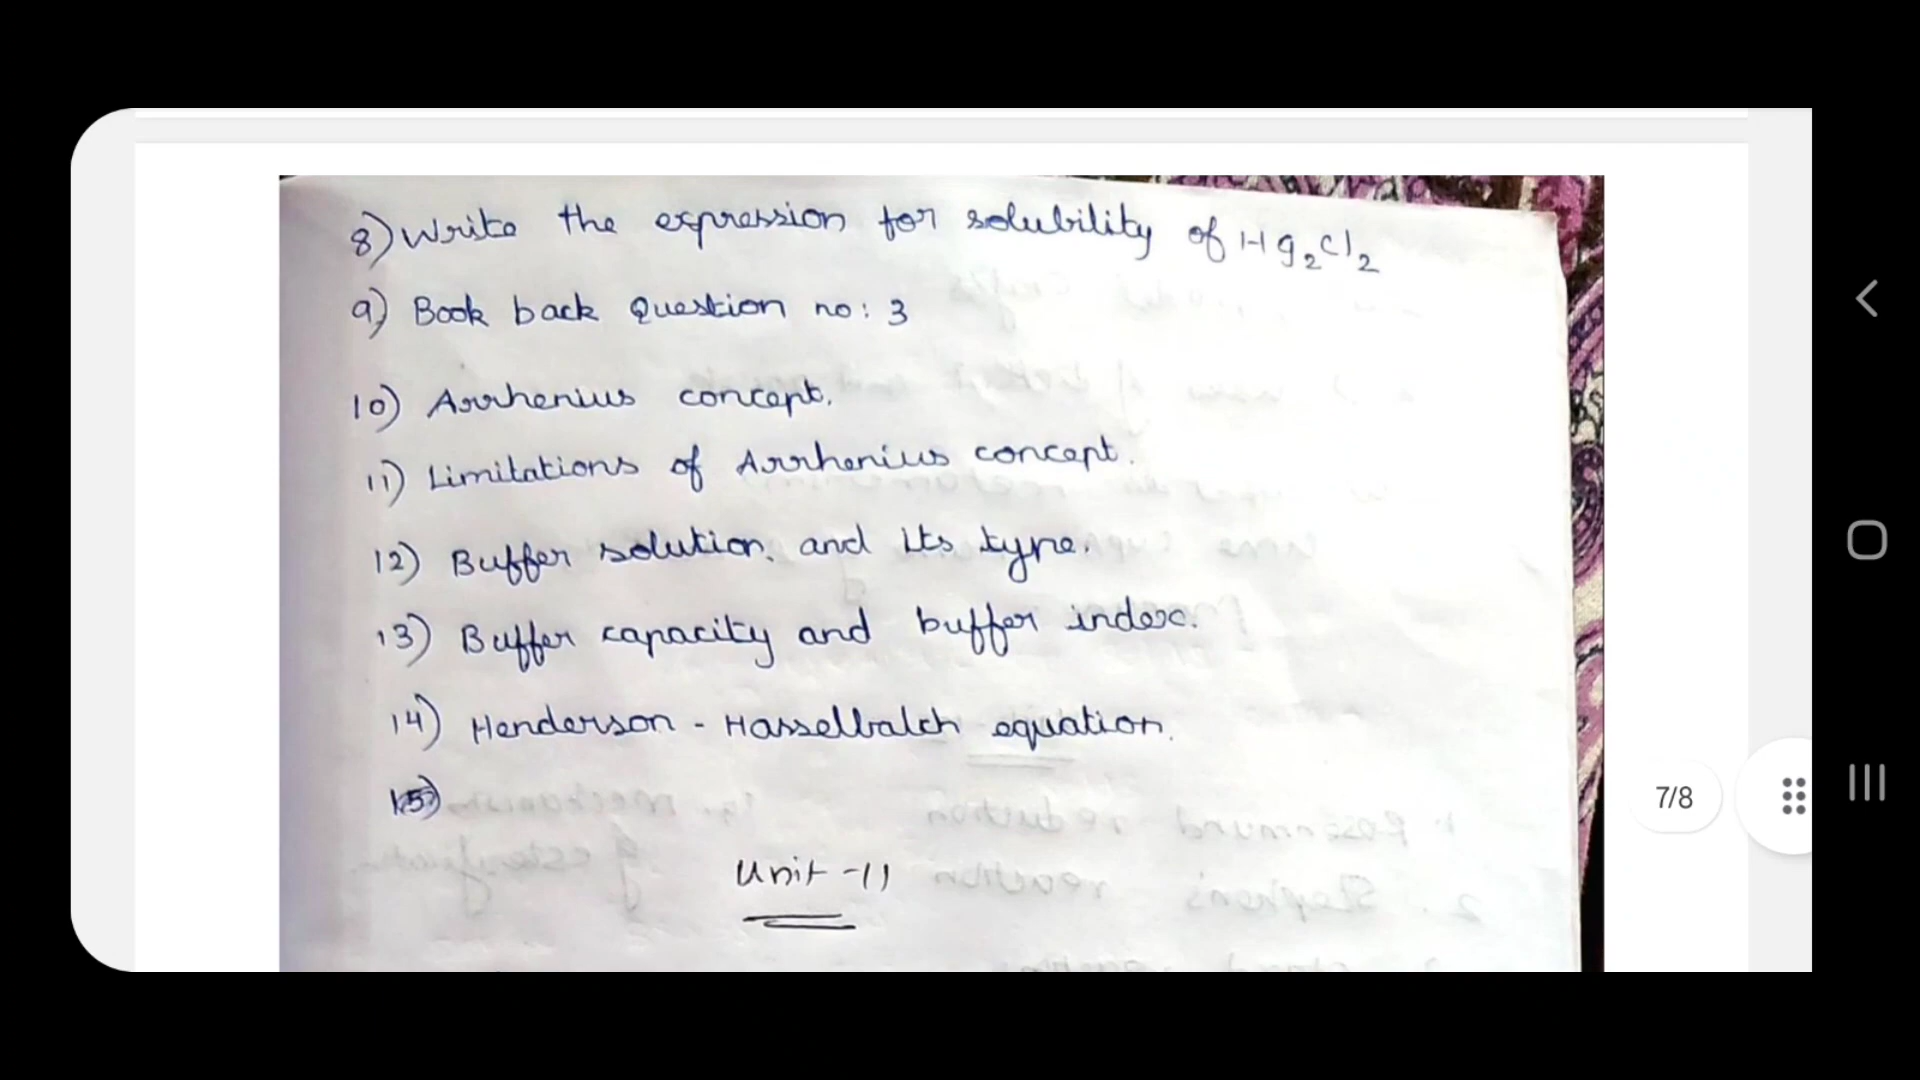 8) Write the expression for solubility of Hg₂Cl₂
9) Book back Question no: 3
10) Arrhenius concept.
11) Limitations of Arrhenius concept.
12) Buffer solution. and its type.
13) Buffer capacity and buffer index.
14) Henderson - Hasselbalch equation.
15)
7/8
Unit - 11